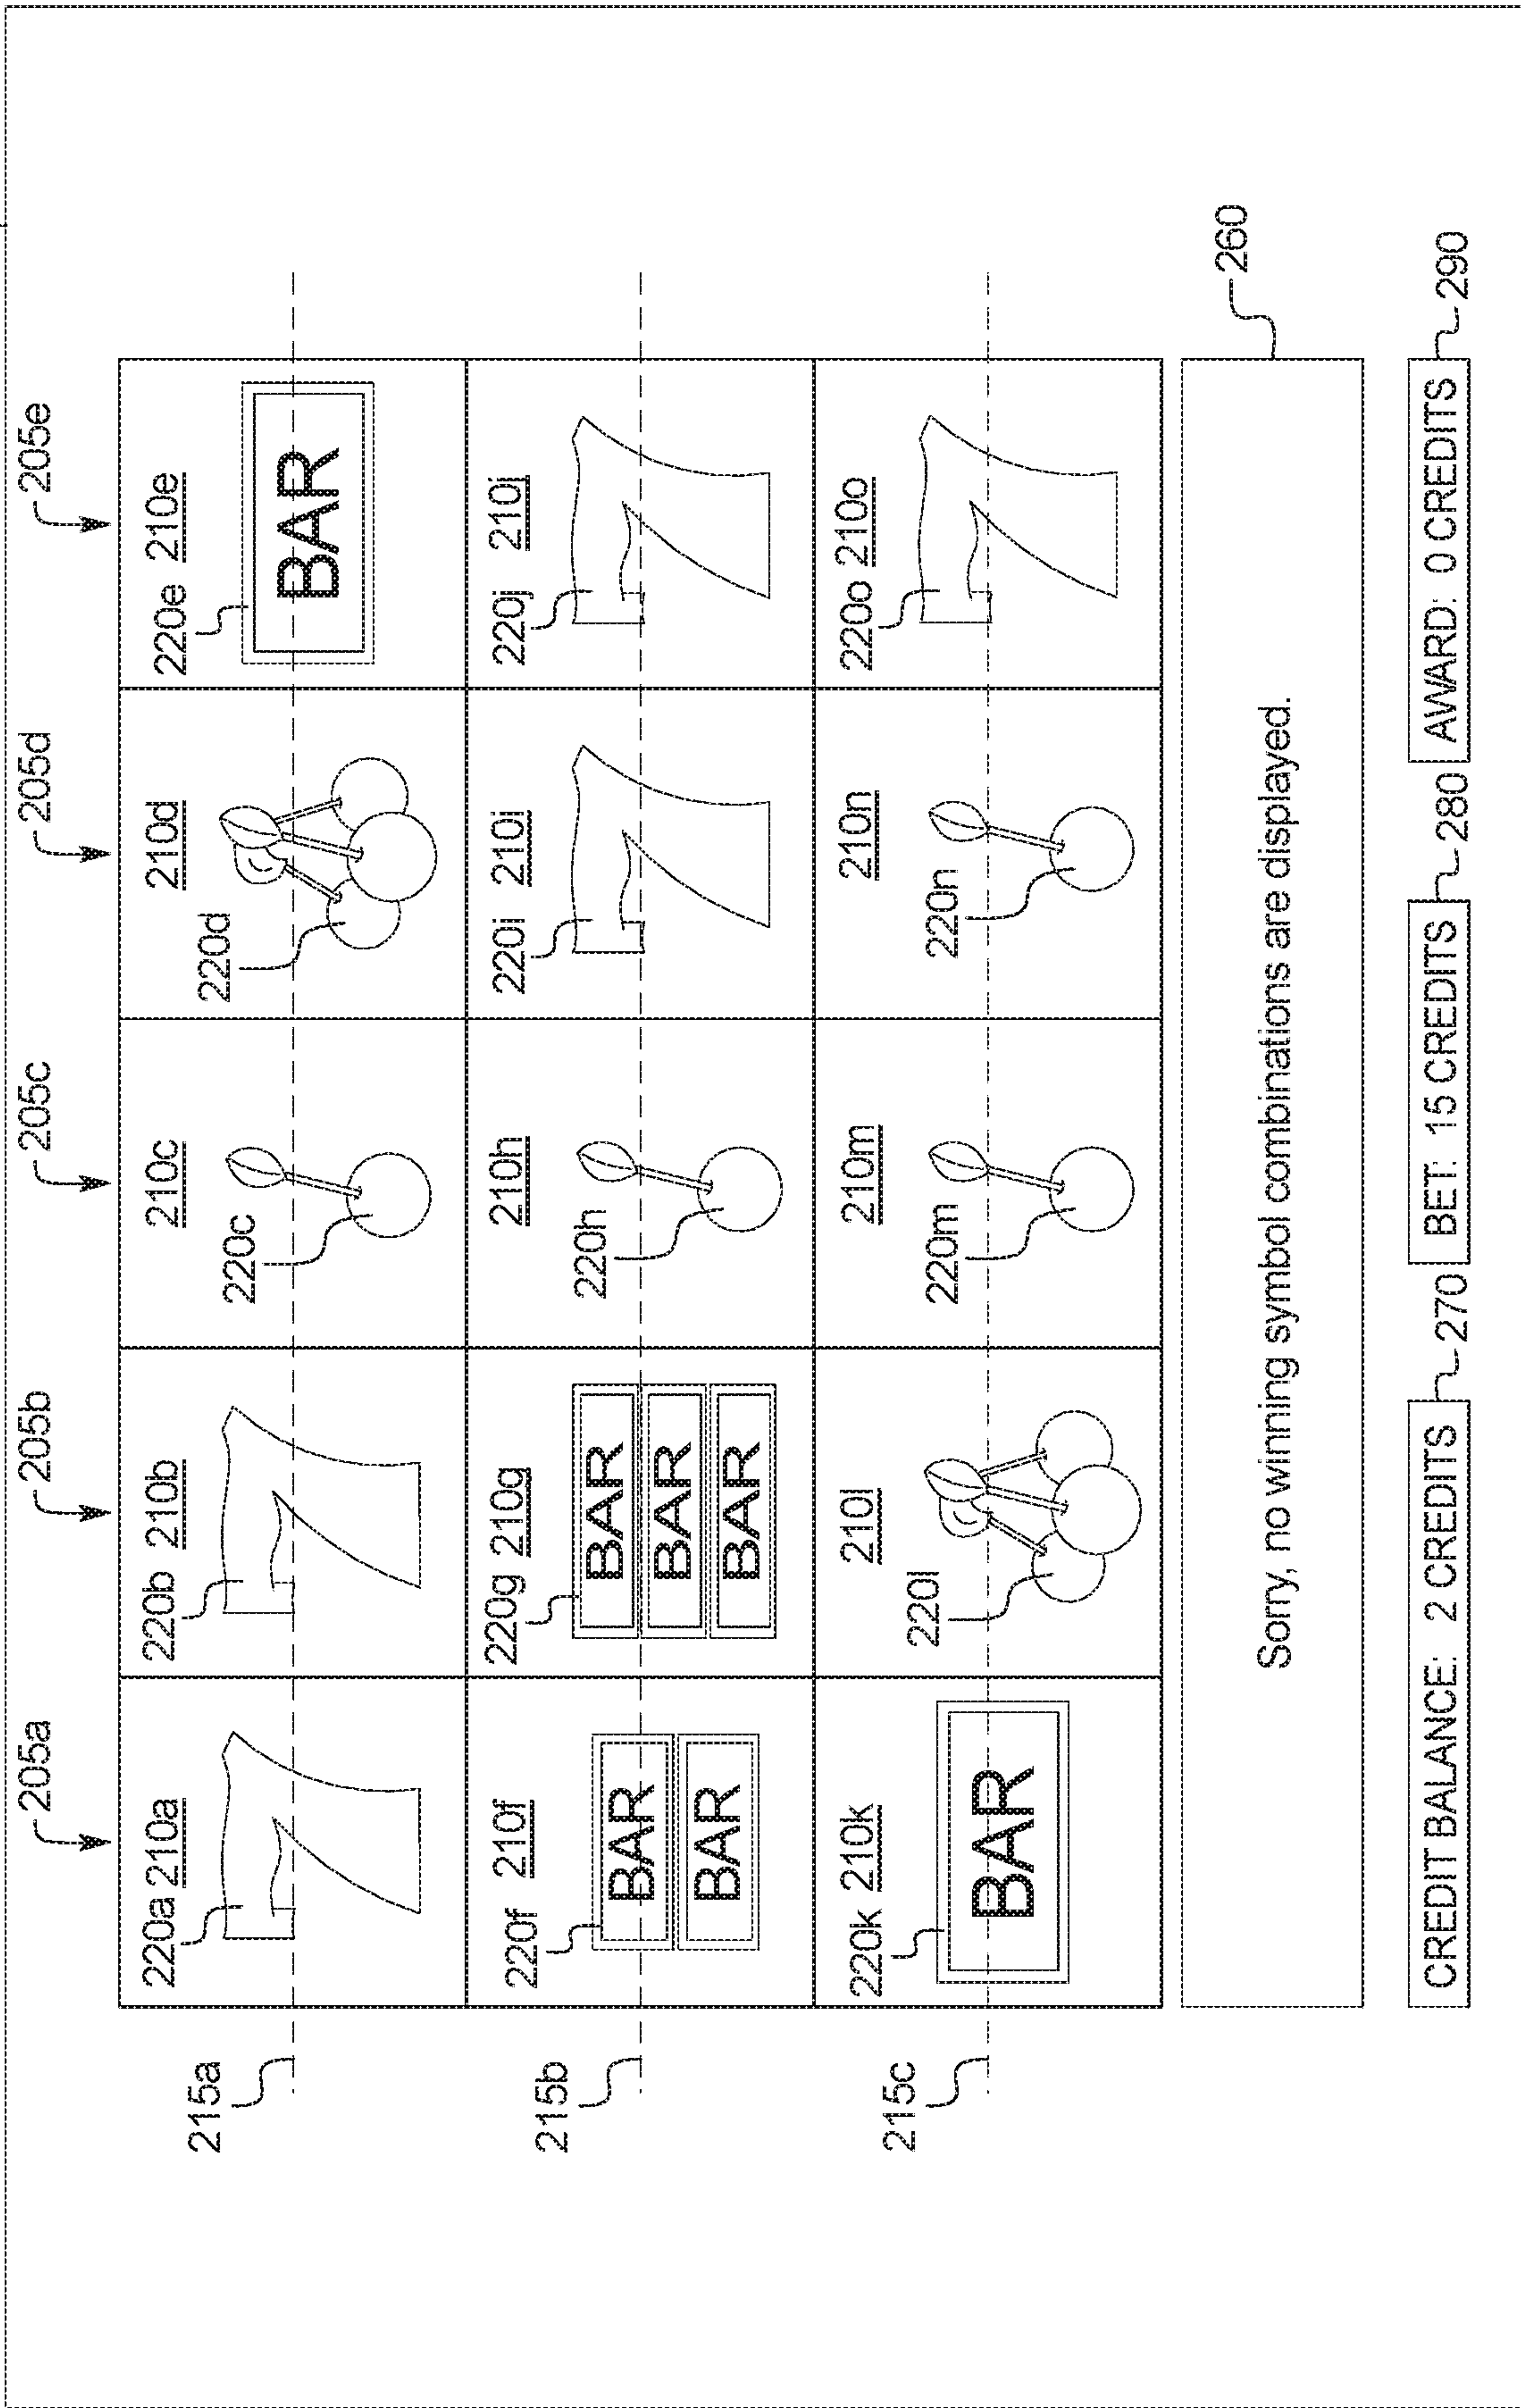 205a 205b 205c 205d 205e
220a 210a
220b 210b
210c
220c
210d
220d
220e 210e
BAR
215a
220f 210f
BAR
BAR
220g 210g
BAR
BAR
BAR
210h
220h
220i 210i
220j 210j
215b
220k 210k
BAR
210l
220l
210m
220m
210n
220n
220o 210o
215c
Sorry, no winning symbol combinations are displayed.
260
CREDIT BALANCE: 2 CREDITS 270 BET: 15 CREDITS 280 AWARD: 0 CREDITS 290